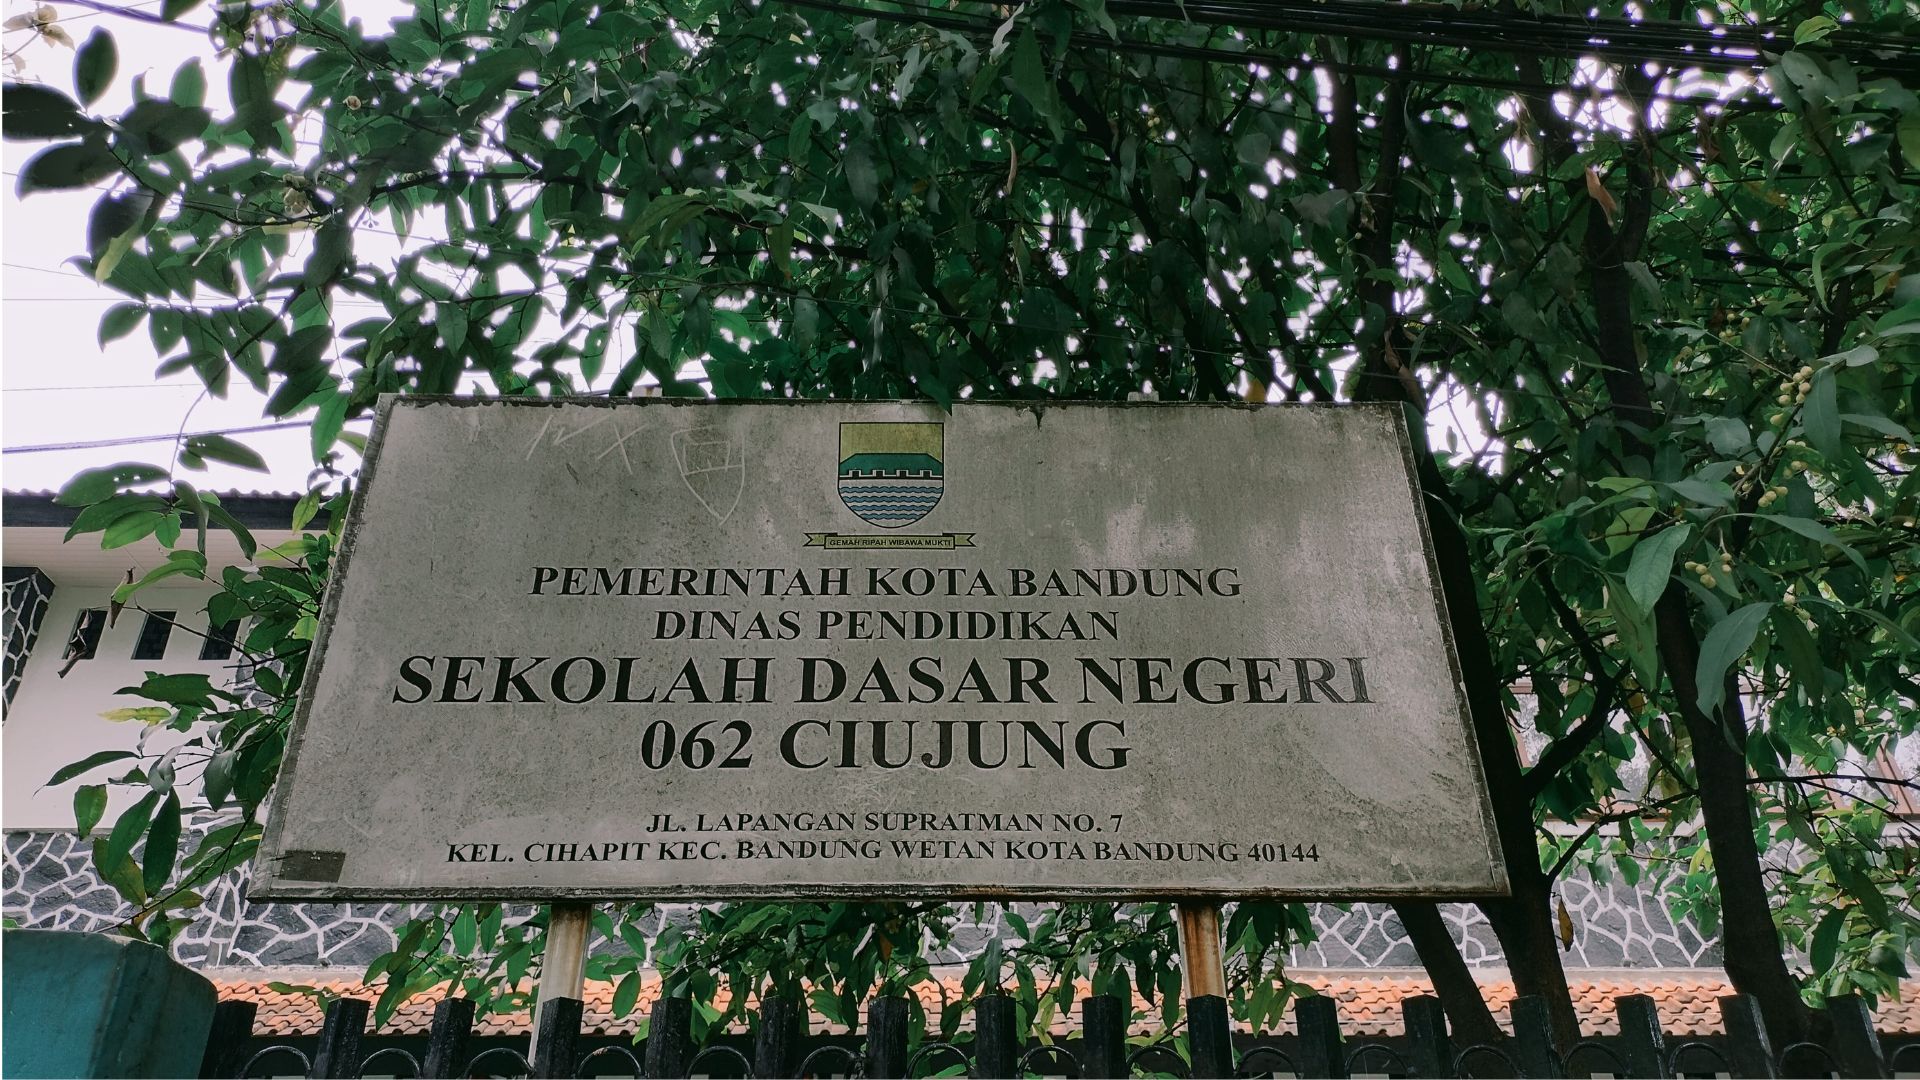 GEMAH RIPAH WIBAWA MUKTI
PEMERINTAH KOTA BANDUNG
DINAS PENDIDIKAN
SEKOLAH DASAR NEGERI
062 CIUJUNG
JL. LAPANGAN SUPRATMAN NO. 7
KEL. CIHAPIT KEC. BANDUNG WETAN KOTA BANDUNG 40144